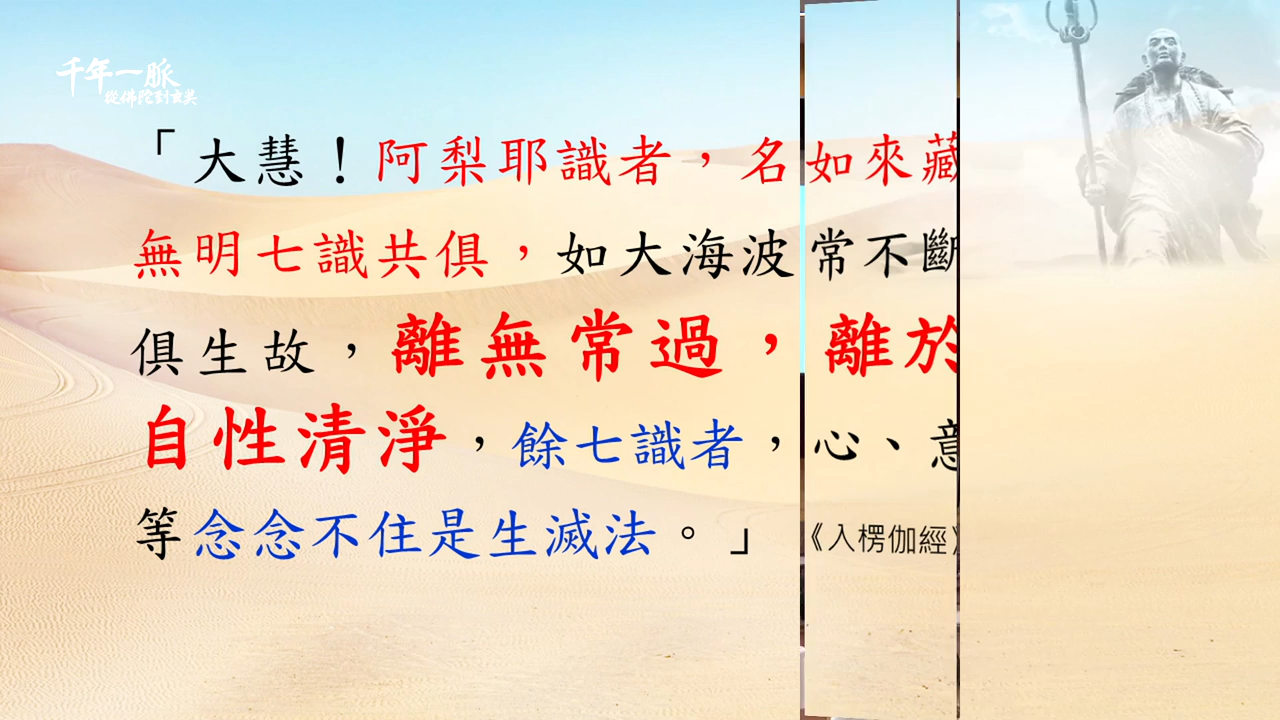 千年一脈
從佛陀到玄奘
「大慧！阿梨耶識者，名如來藏
無明七識共俱，如大海波常不斷
俱生故，離無常過，離於
自性清淨，餘七識者，心、意
等念念不住是生滅法。」《入楞伽經》